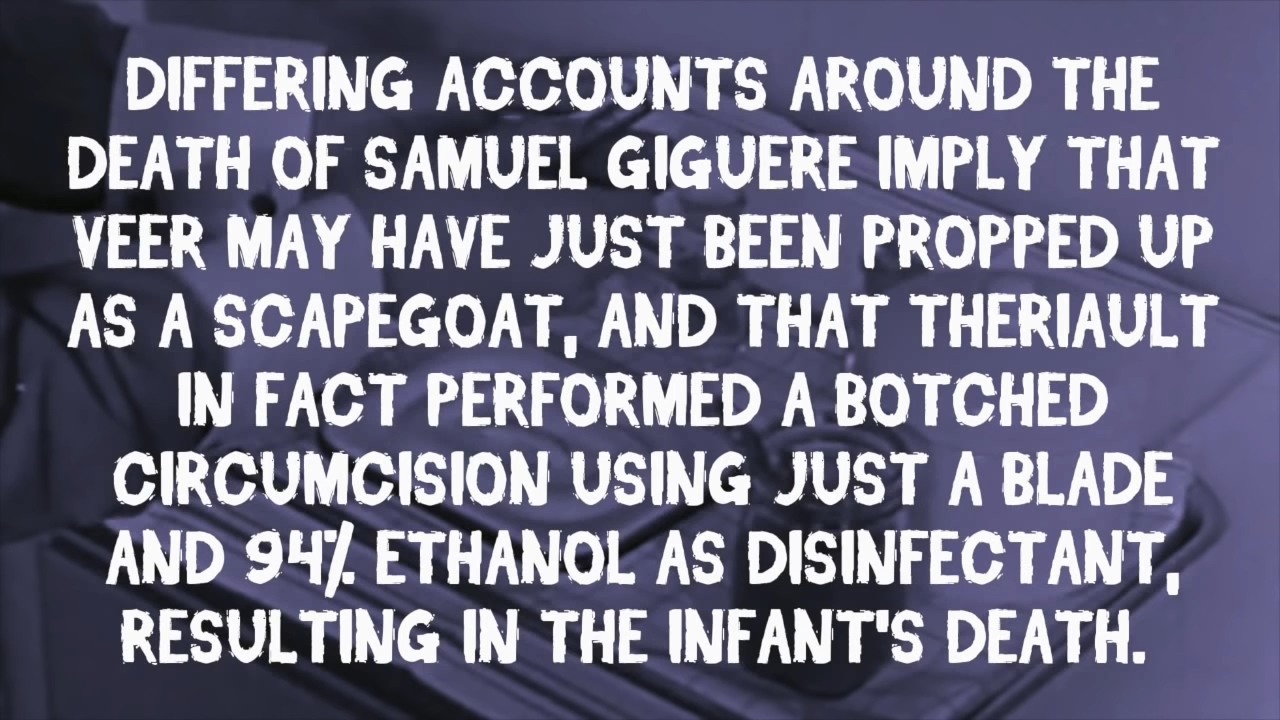 DIFFERING ACCOUNTS AROUND THE
DEATH OF SAMUEL GIGUERE IMPLY THAT
VEER MAY HAVE JUST BEEN PROPPED UP
AS A SCAPEGOAT, AND THAT THERIAULT
IN FACT PERFORMED A BOTCHED
CIRCUMCISION USING JUST A BLADE
AND 94% ETHANOL AS DISINFECTANT,
RESULTING IN THE INFANT'S DEATH.